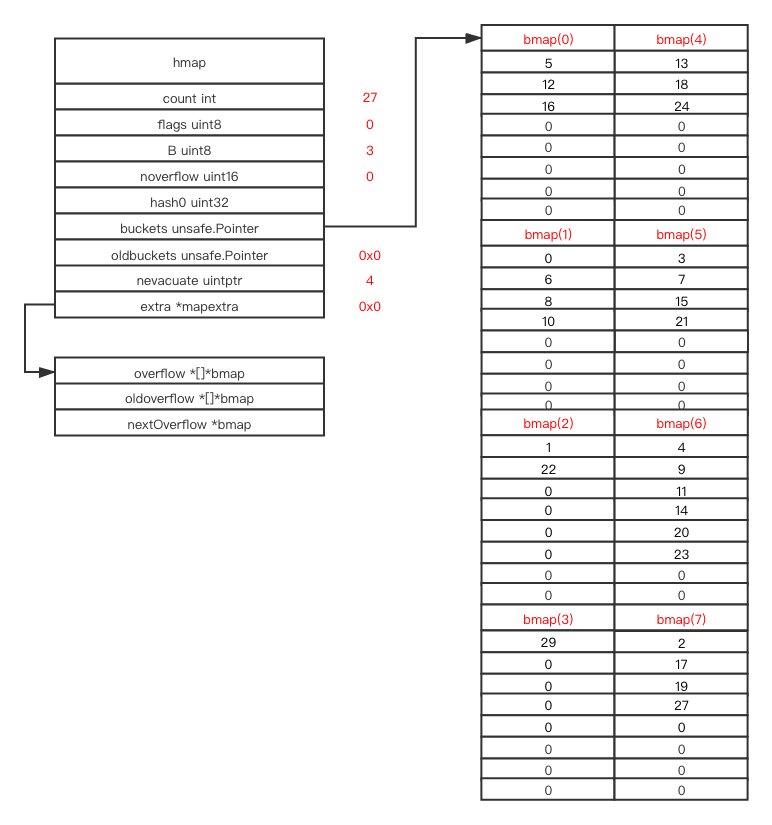 hmap
count int 27
flags uint8 0
B uint8 3
noverflow uint16 0
hash0 uint32
buckets unsafe.Pointer
oldbuckets unsafe.Pointer 0x0
nevacuate uintptr 4
extra *mapextra 0x0
overflow *[]*bmap
oldoverflow *[]*bmap
nextOverflow *bmap
bmap(0) bmap(4)
5 13
12 18
16 24
0 0
0 0
0 0
0 0
0 0
bmap(1) bmap(5)
0 3
6 7
8 15
10 21
0 0
0 0
0 0
0 0
bmap(2) bmap(6)
1 4
22 9
0 11
0 14
0 20
0 23
0 0
0 0
bmap(3) bmap(7)
29 2
0 17
0 19
0 27
0 0
0 0
0 0
0 0